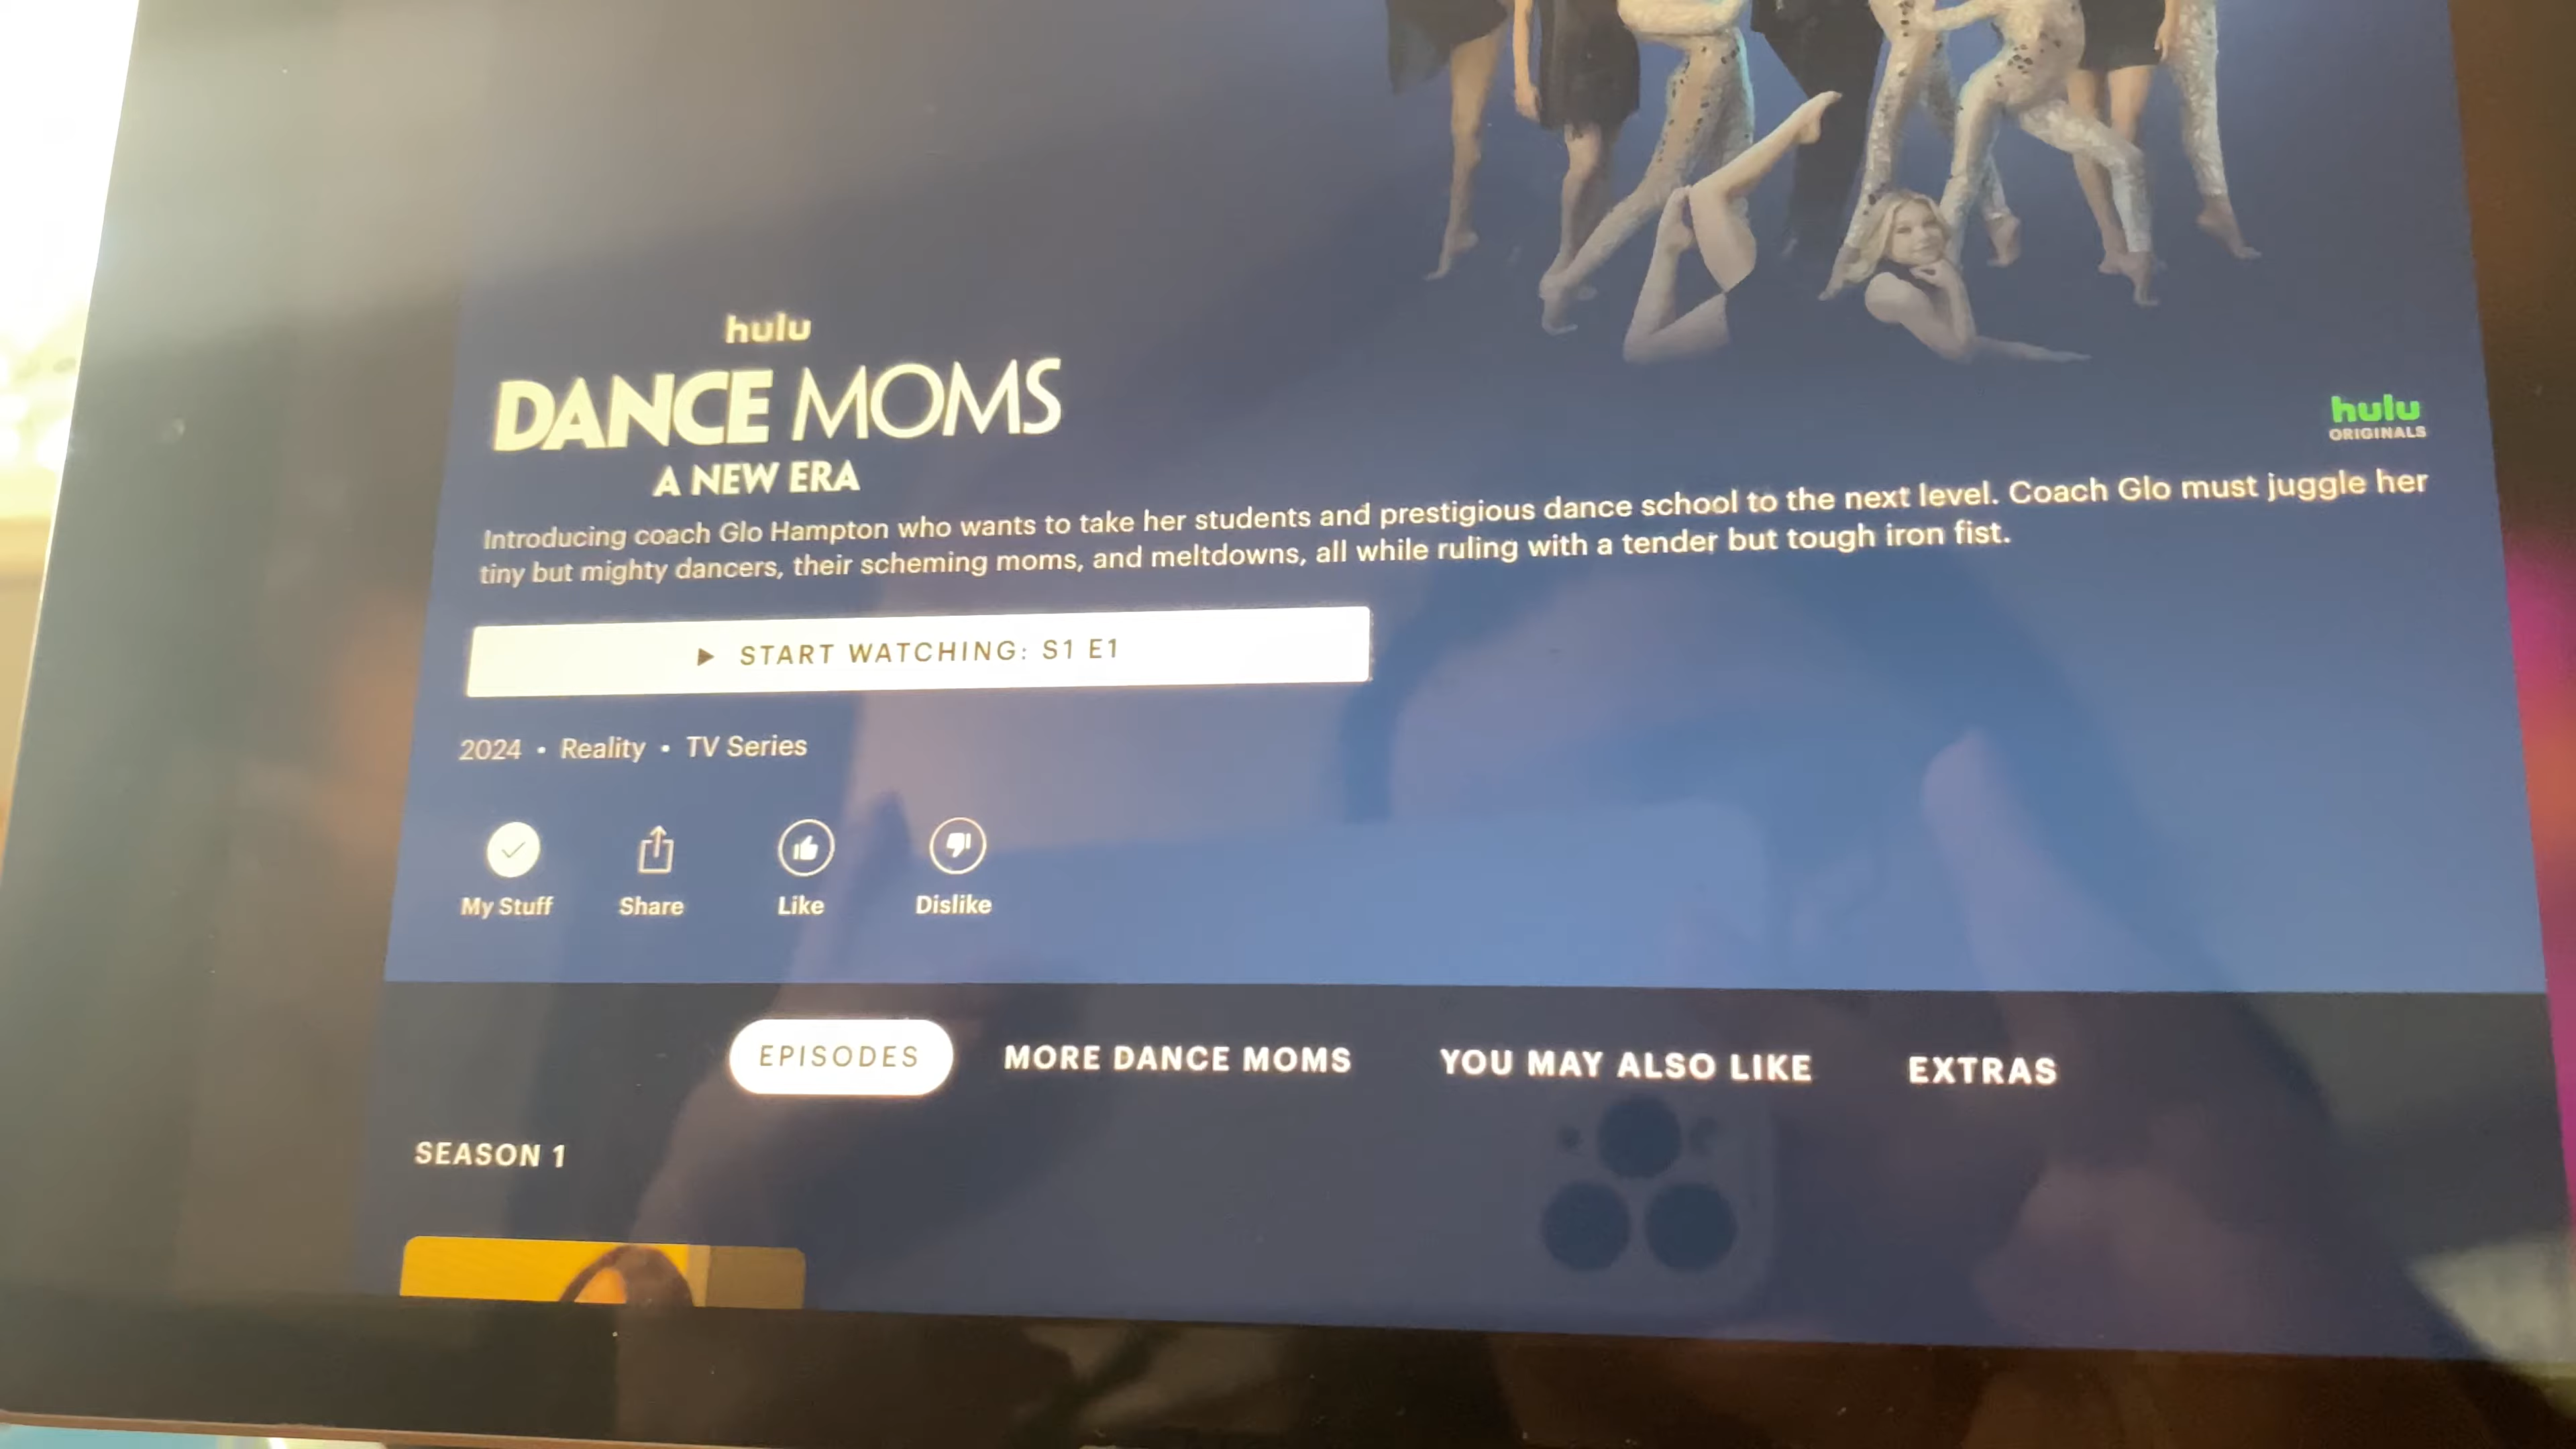 hulu
DANCE MOMS
A NEW ERA
hulu
ORIGINALS
Introducing coach Glo Hampton who wants to take her students and prestigious dance school to the next level. Coach Glo must juggle her
tiny but mighty dancers, their scheming moms, and meltdowns, all while ruling with a tender but tough iron fist.
START WATCHING: S1 E1
2024 • Reality • TV Series
My Stuff Share Like Dislike
EPISODES MORE DANCE MOMS YOU MAY ALSO LIKE EXTRAS
SEASON 1